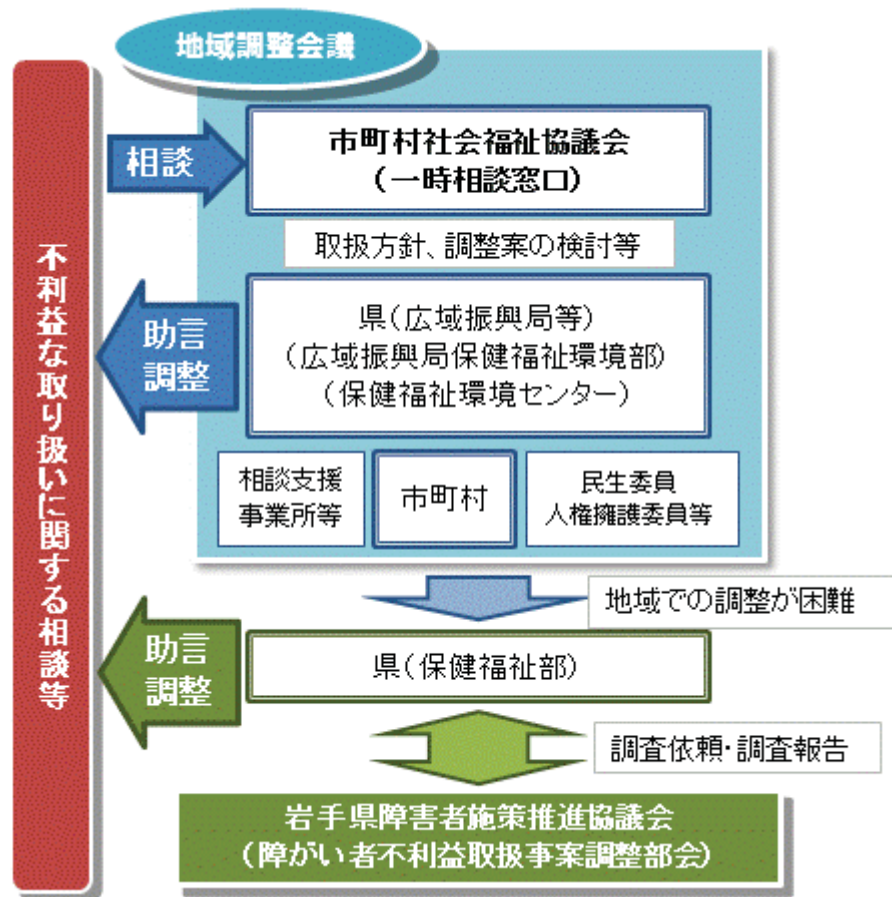 地域調整会議
不利益な取り扱いに関する相談等
相談
市町村社会福祉協議会
（一時相談窓口）
取扱方針、調整案の検討等
助言
調整
県（広域振興局等）
（広域振興局保健福祉環境部）
（保健福祉環境センター）
相談支援
事業所等
市町村
民生委員
人権擁護委員等
地域での調整が困難
助言
調整
県（保健福祉部）
調査依頼・調査報告
岩手県障害者施策推進協議会
（障がい者不利益取扱事案調整部会）